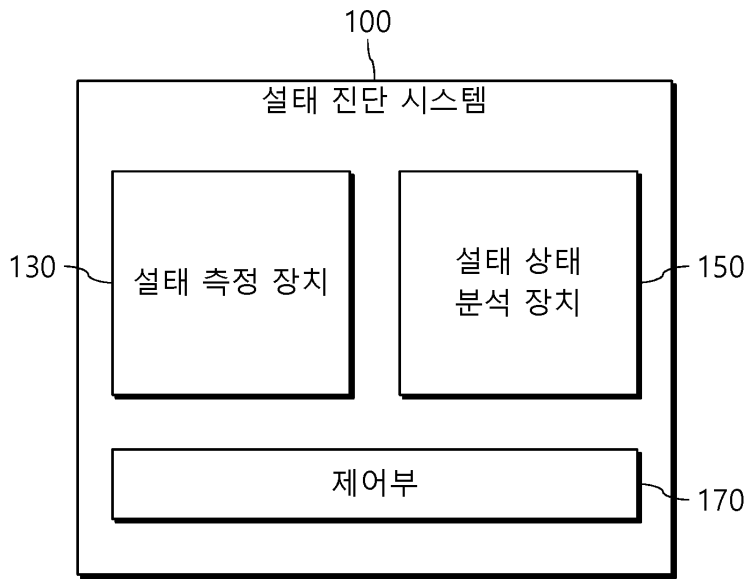 100
설태 진단 시스템
130
설태 측정 장치
설태 상태
분석 장치
150
제어부
170